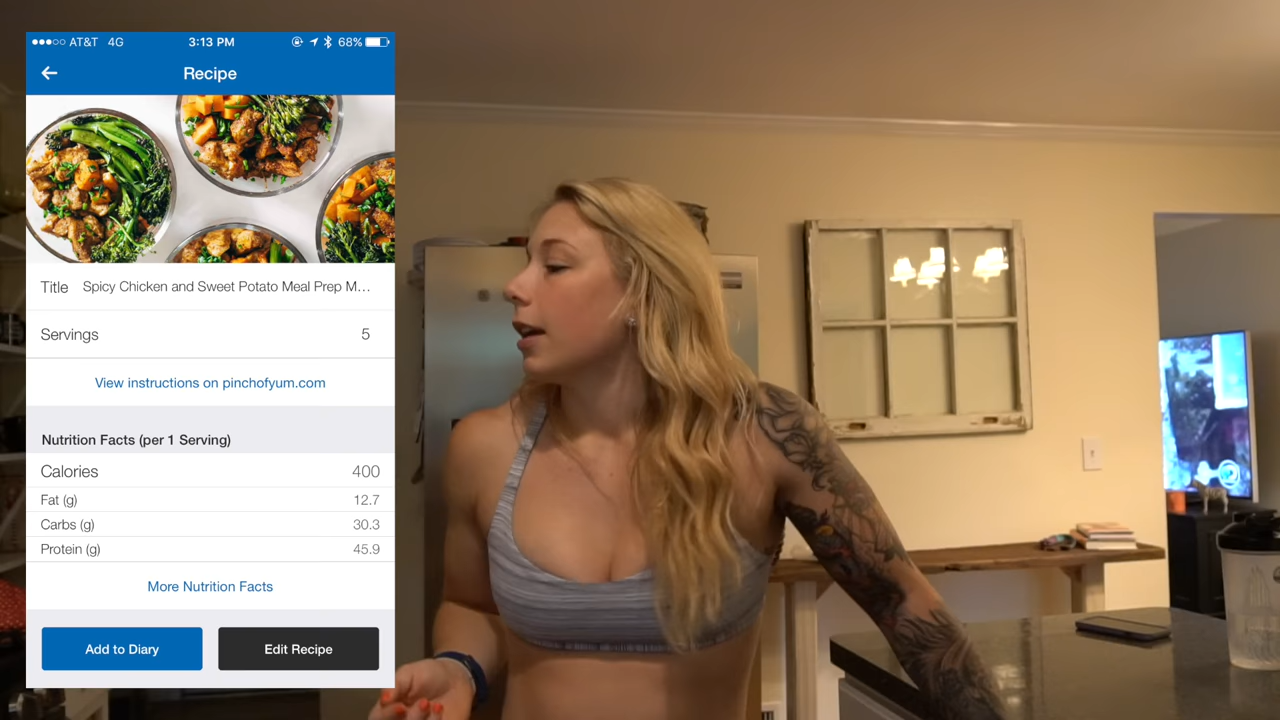 AT&T 4G 3:13 PM 68%
Recipe
Title Spicy Chicken and Sweet Potato Meal Prep M...
Servings 5
View instructions on pinchofyum.com
Nutrition Facts (per 1 Serving)
Calories 400
Fat (g) 12.7
Carbs (g) 30.3
Protein (g) 45.9
More Nutrition Facts
Add to Diary Edit Recipe